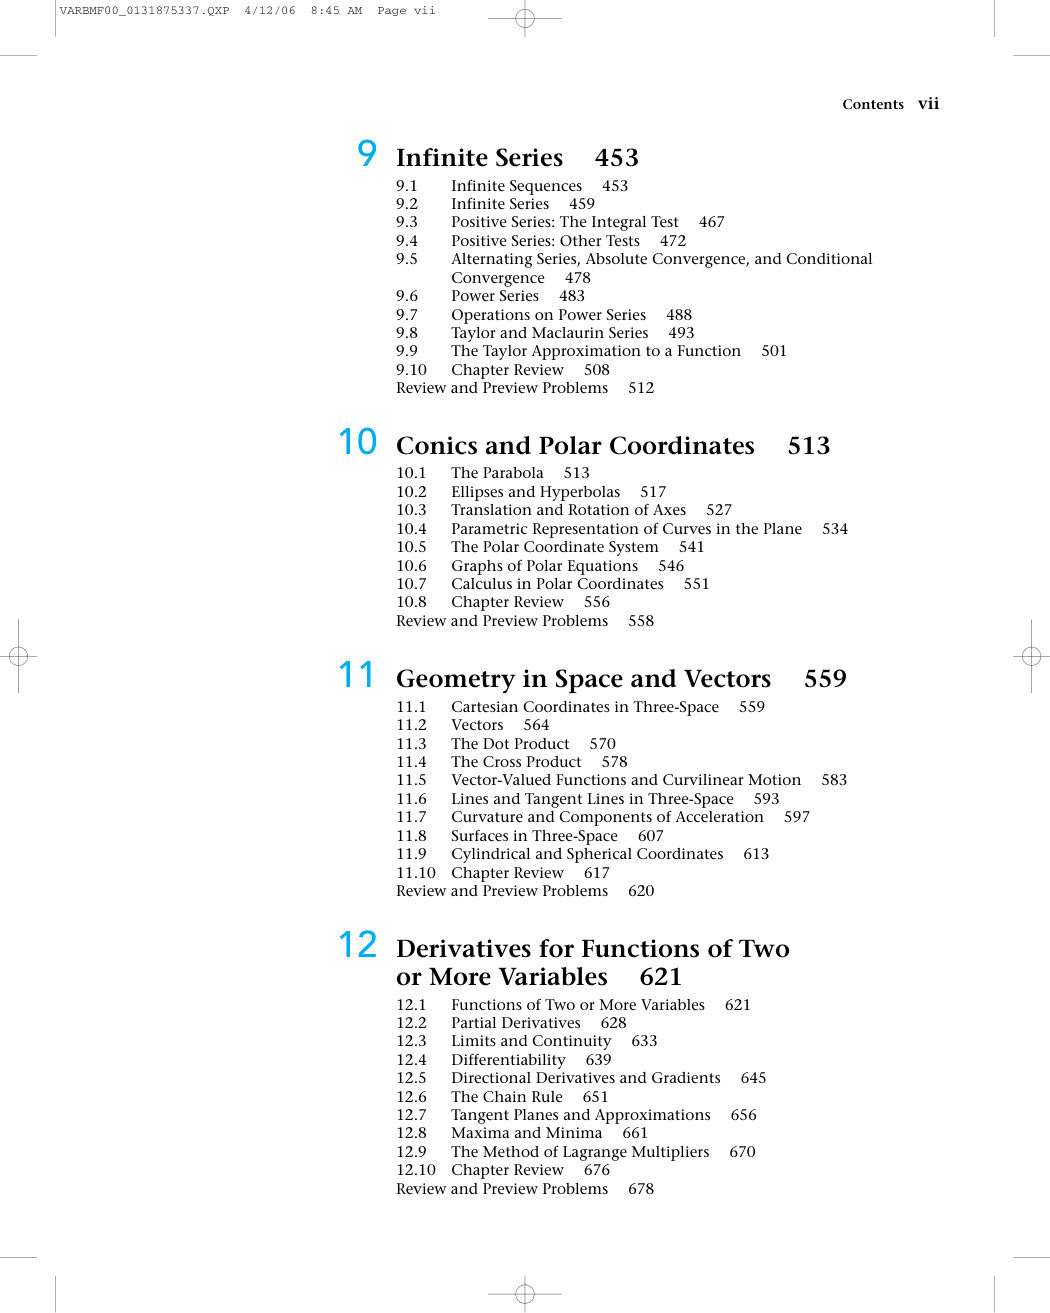 VARBMF00_0131875337.QXP 4/12/06 8:45 AM Page vii
Contents vii
9 Infinite Series 453
9.1 Infinite Sequences 453
9.2 Infinite Series 459
9.3 Positive Series: The Integral Test 467
9.4 Positive Series: Other Tests 472
9.5 Alternating Series, Absolute Convergence, and Conditional
Convergence 478
9.6 Power Series 483
9.7 Operations on Power Series 488
9.8 Taylor and Maclaurin Series 493
9.9 The Taylor Approximation to a Function 501
9.10 Chapter Review 508
Review and Preview Problems 512
10 Conics and Polar Coordinates 513
10.1 The Parabola 513
10.2 Ellipses and Hyperbolas 517
10.3 Translation and Rotation of Axes 527
10.4 Parametric Representation of Curves in the Plane 534
10.5 The Polar Coordinate System 541
10.6 Graphs of Polar Equations 546
10.7 Calculus in Polar Coordinates 551
10.8 Chapter Review 556
Review and Preview Problems 558
11 Geometry in Space and Vectors 559
11.1 Cartesian Coordinates in Three-Space 559
11.2 Vectors 564
11.3 The Dot Product 570
11.4 The Cross Product 578
11.5 Vector-Valued Functions and Curvilinear Motion 583
11.6 Lines and Tangent Lines in Three-Space 593
11.7 Curvature and Components of Acceleration 597
11.8 Surfaces in Three-Space 607
11.9 Cylindrical and Spherical Coordinates 613
11.10 Chapter Review 617
Review and Preview Problems 620
12 Derivatives for Functions of Two
or More Variables 621
12.1 Functions of Two or More Variables 621
12.2 Partial Derivatives 628
12.3 Limits and Continuity 633
12.4 Differentiability 639
12.5 Directional Derivatives and Gradients 645
12.6 The Chain Rule 651
12.7 Tangent Planes and Approximations 656
12.8 Maxima and Minima 661
12.9 The Method of Lagrange Multipliers 670
12.10 Chapter Review 676
Review and Preview Problems 678